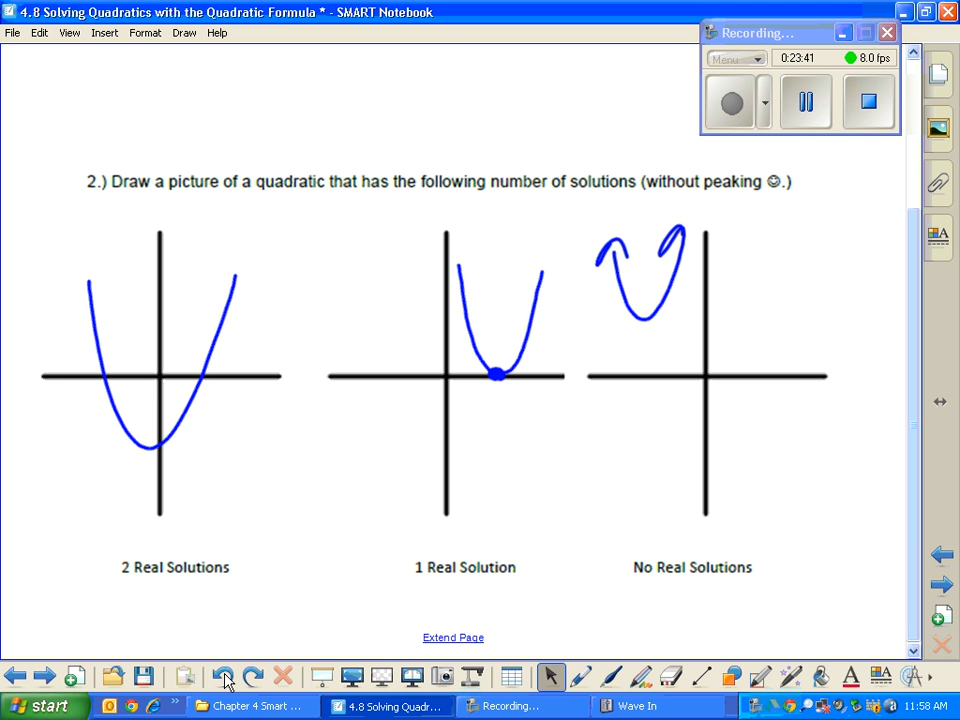 4.8 Solving Quadratics with the Quadratic Formula * - SMART Notebook
File Edit View Insert Format Draw Help
Recording...
Menu 0:23:41 8.0 fps
2.) Draw a picture of a quadratic that has the following number of solutions (without peaking ☺.)
2 Real Solutions 1 Real Solution No Real Solutions
Extend Page
start Chapter 4 Smart ... 4.8 Solving Quadr... Recording... Wave In 11:58 AM